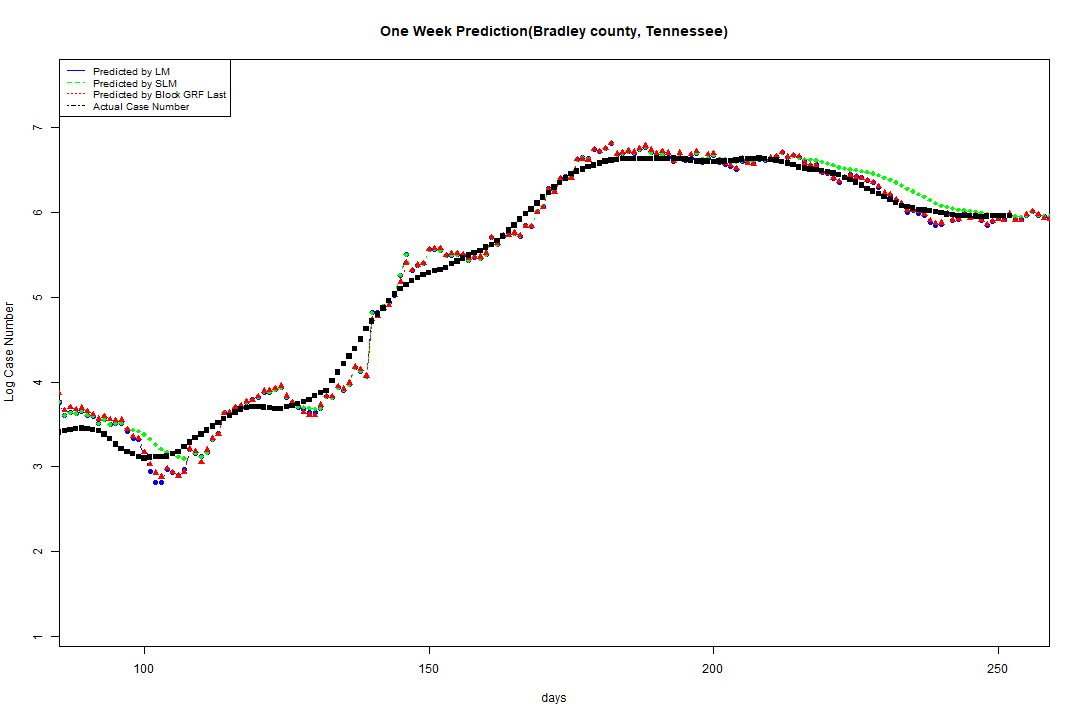 One Week Prediction(Bradley county, Tennessee)
Predicted by LM
Predicted by SLM
Predicted by Block GRF Last
Actual Case Number
7
6
5
4
3
2
1
Log Case Number
100 150 200 250
days